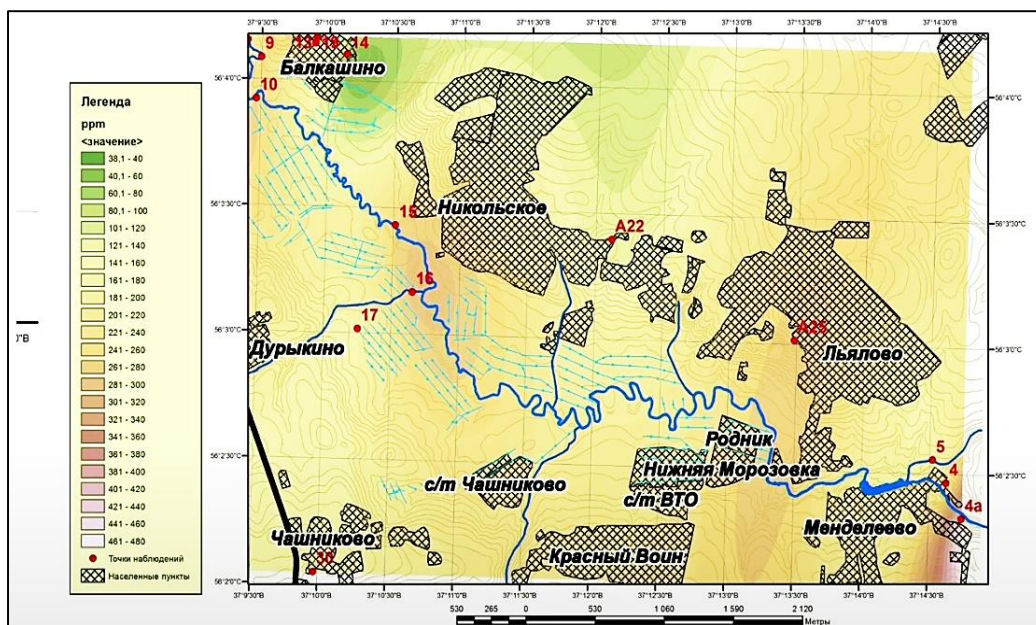 37°9'30"В 37°10'0"В 37°10'30"В 37°11'0"В 37°11'30"В 37°12'0"В 37°12'30"В 37°13'0"В 37°13'30"В 37°14'0"В 37°14'30"В
9 14
Балкашино
10
56°4'0"С 56°4'0"С
Легенда
ppm
<значение>
38,1 - 40
40,1 - 60
60,1 - 80
80,1 - 100
101 - 120
121 - 140
141 - 160
161 - 180
181 - 200
201 - 220
221 - 240
241 - 260
261 - 280
281 - 300
301 - 320
321 - 340
341 - 360
361 - 380
381 - 400
401 - 420
421 - 440
441 - 460
461 - 480
Точки наблюдений
Населенные пункты
56°3'30"С 56°3'30"С
15
Никольское
А22
16
17
0"В
56°3'0"С 56°3'0"С
Дурыкино
А25
Льялово
56°2'30"С 56°2'30"С
Родник
5
Нижняя Морозовка
4
с/т Чашниково
с/т ВТО
4а
Менделеево
Чашниково
Красный Воин
56°2'0"С 56°2'0"С
37°9'30"В 37°10'0"В 37°11'0"В 37°11'30"В 37°12'0"В 37°12'30"В 37°13'0"В 37°13'30"В 37°14'0"В 37°14'30"В
530 265 0 530 1 060 1 590 2 120
Метры